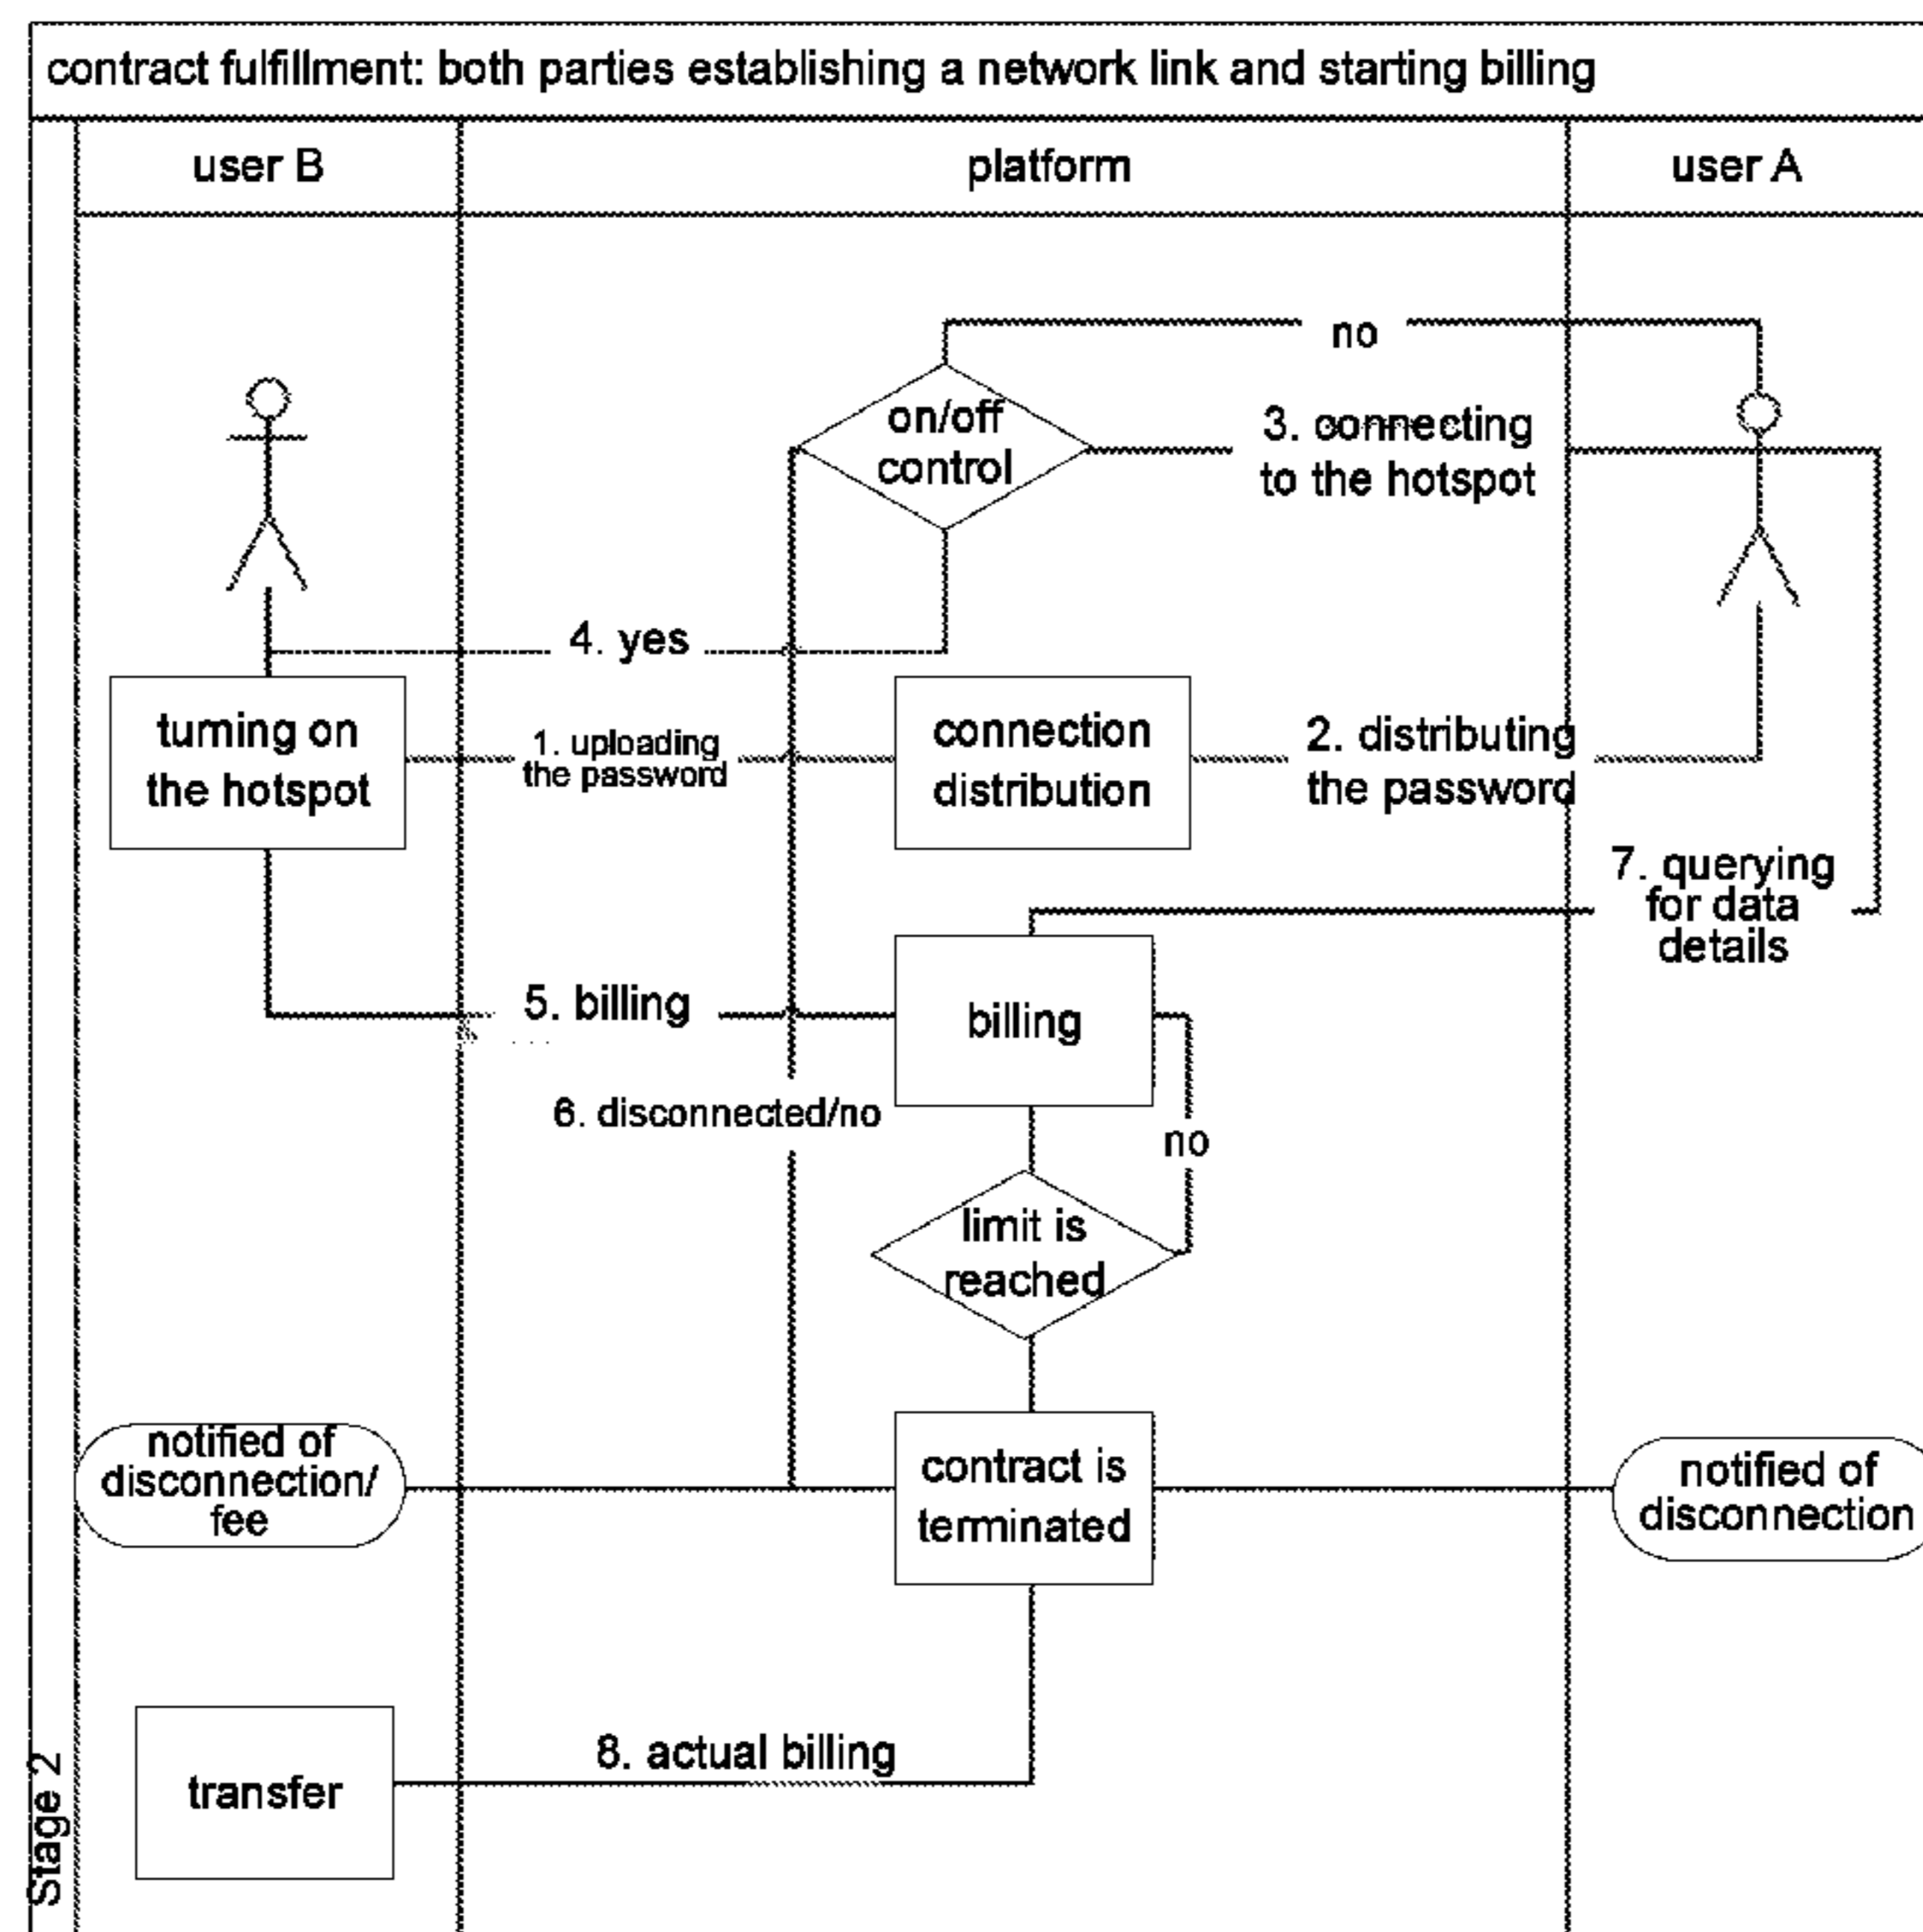 contract fulfillment: both parties establishing a network link and starting billing
user B
platform
user A
no
on/off
control
3. connecting
to the hotspot
4. yes
turning on
the hotspot
1. uploading
the password
connection
distribution
2. distributing
the password
7. querying
for data
details
5. billing
billing
6. disconnected/no
no
limit is
reached
notified of
disconnection/
fee
contract is
terminated
notified of
disconnection
8. actual billing
transfer
Stage 2